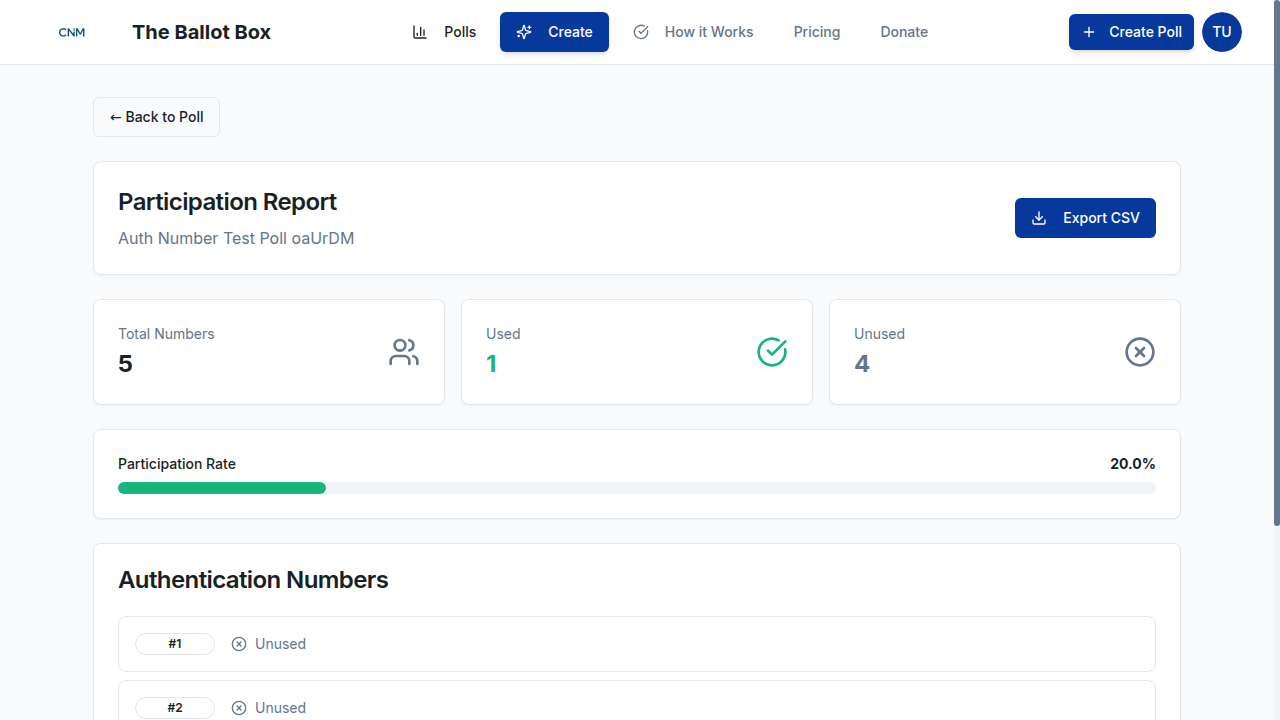 CNM The Ballot Box Polls Create How it Works Pricing Donate Create Poll TU
← Back to Poll
Participation Report
Auth Number Test Poll oaUrDM
Export CSV
Total Numbers
5
Used
1
Unused
4
Participation Rate 20.0%
Authentication Numbers
#1 Unused
#2 Unused